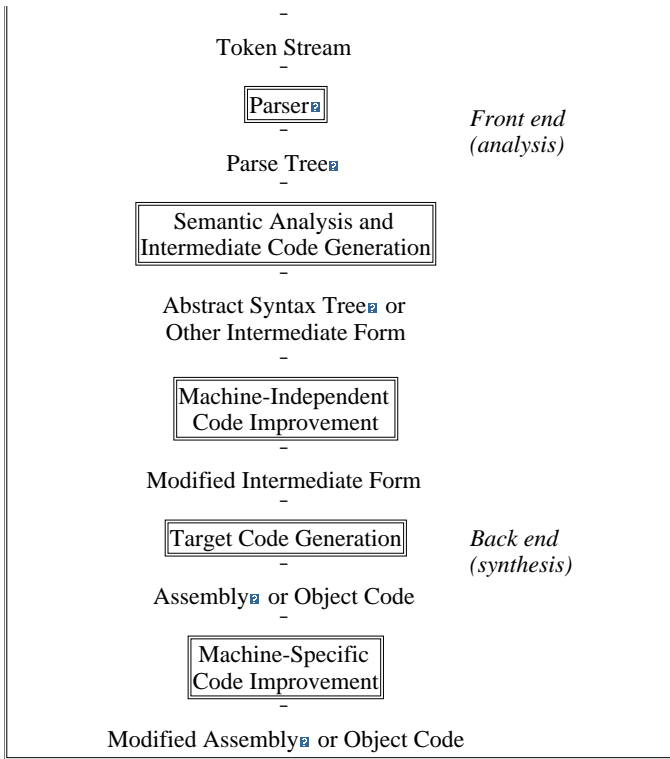 Token Stream
Parser
Front end
(analysis)
Parse Tree
Semantic Analysis and
Intermediate Code Generation
Abstract Syntax Tree or
Other Intermediate Form
Machine-Independent
Code Improvement
Modified Intermediate Form
Target Code Generation
Back end
(synthesis)
Assembly or Object Code
Machine-Specific
Code Improvement
Modified Assembly or Object Code